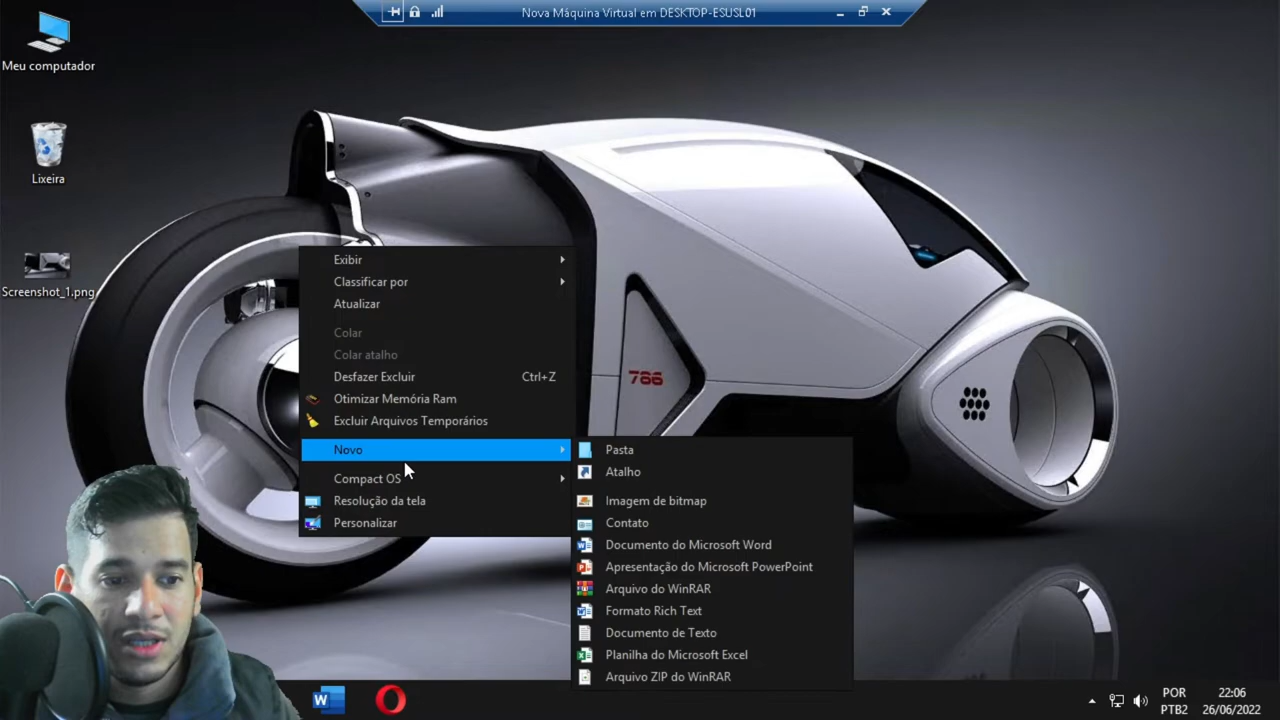 Nova Máquina Virtual em DESKTOP-ESUSL01
Meu computador
Lixeira
Screenshot_1.png
786
Exibir
Classificar por
Atualizar
Colar
Colar atalho
Desfazer Excluir Ctrl+Z
Otimizar Memória Ram
Excluir Arquivos Temporários
Novo
Compact OS
Resolução da tela
Personalizar
Pasta
Atalho
Imagem de bitmap
Contato
Documento do Microsoft Word
Apresentação do Microsoft PowerPoint
Arquivo do WinRAR
Formato Rich Text
Documento de Texto
Planilha do Microsoft Excel
Arquivo ZIP do WinRAR
W
POR 22:06
PTB2 26/06/2022